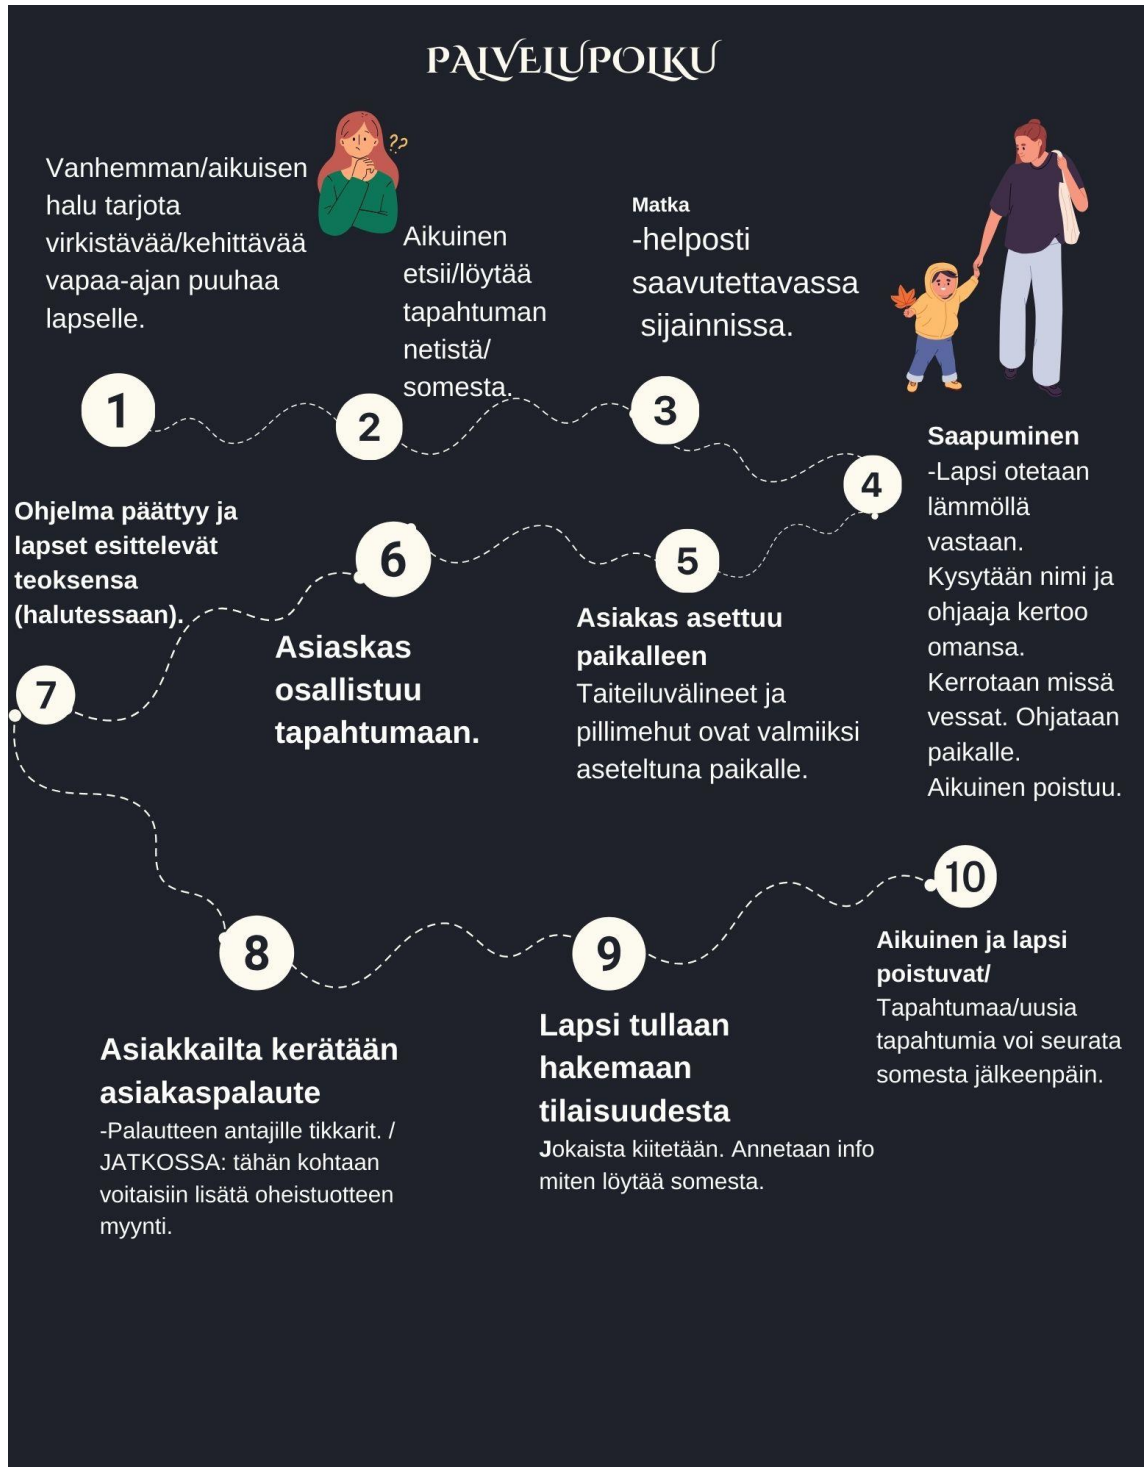 PALVELUPOLKU
Vanhemman/aikuisen
halu tarjota
virkistävää/kehittävää
vapaa-ajan puuhaa
lapselle.
1
??
Aikuinen
etsii/löytää
tapahtuman
netistä/
somesta.
2
Matka
-helposti
saavutettavassa
sijainnissa.
3
4
Saapuminen
-Lapsi otetaan
lämmöllä
vastaan.
Kysytään nimi ja
ohjaaja kertoo
omansa.
Kerrotaan missä
vessat. Ohjataan
paikalle.
Aikuinen poistuu.
5
Asiakas asettuu
paikalleen
Taiteiluvälineet ja
pillimehut ovat valmiiksi
aseteltuna paikalle.
6
Asiaskas
osallistuu
tapahtumaan.
Ohjelma päättyy ja
lapset esittelevät
teoksensa
(halutessaan).
7
8
Asiakkailta kerätään
asiakaspalaute
-Palautteen antajille tikkarit. /
JATKOSSA: tähän kohtaan
voitaisiin lisätä oheistuotteen
myynti.
9
Lapsi tullaan
hakemaan
tilaisuudesta
Jokaista kiitetään. Annetaan info
miten löytää somesta.
10
Aikuinen ja lapsi
poistuvat/
Tapahtumaa/uusia
tapahtumia voi seurata
somesta jälkeenpäin.